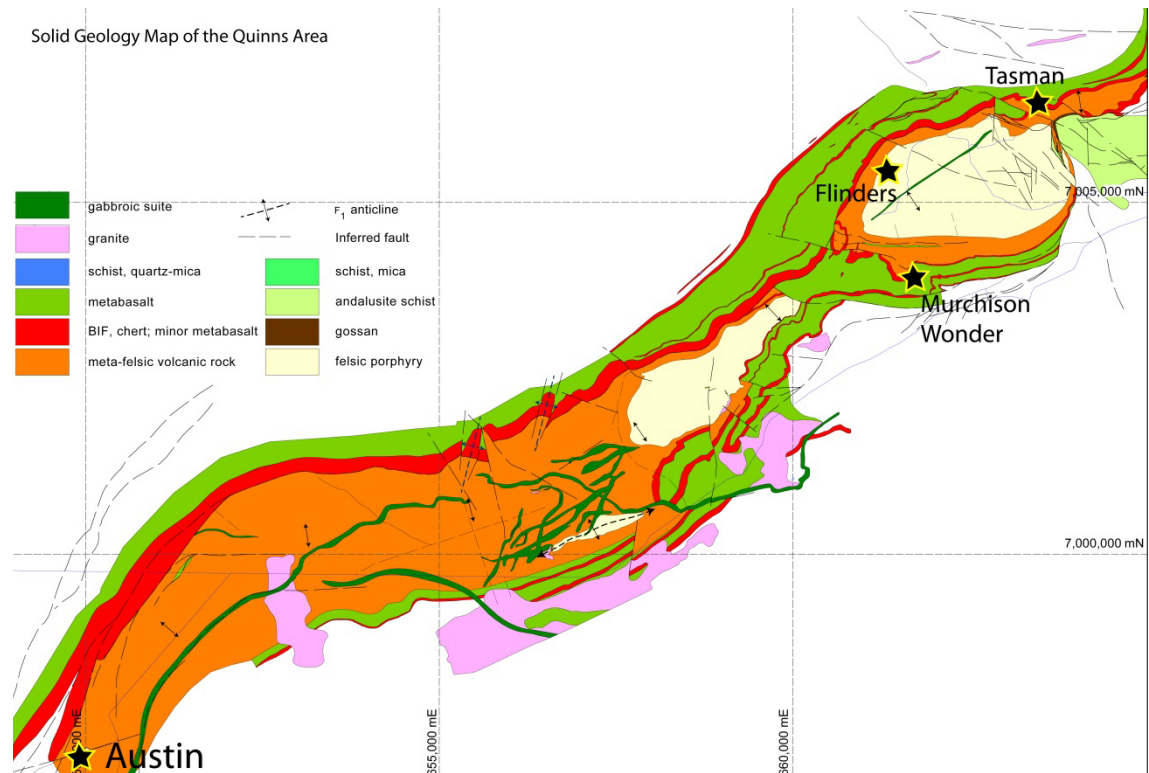 Solid Geology Map of the Quinns Area
Tasman
Flinders
7,005,000 mN
Murchison
Wonder
gabbroic suite
F1 anticline
granite
Inferred fault
schist, quartz-mica
schist, mica
metabasalt
andalusite schist
BIF, chert; minor metabasalt
gossan
meta-felsic volcanic rock
felsic porphyry
7,000,000 mN
mE
655,000 mE
660,000 mE
Austin